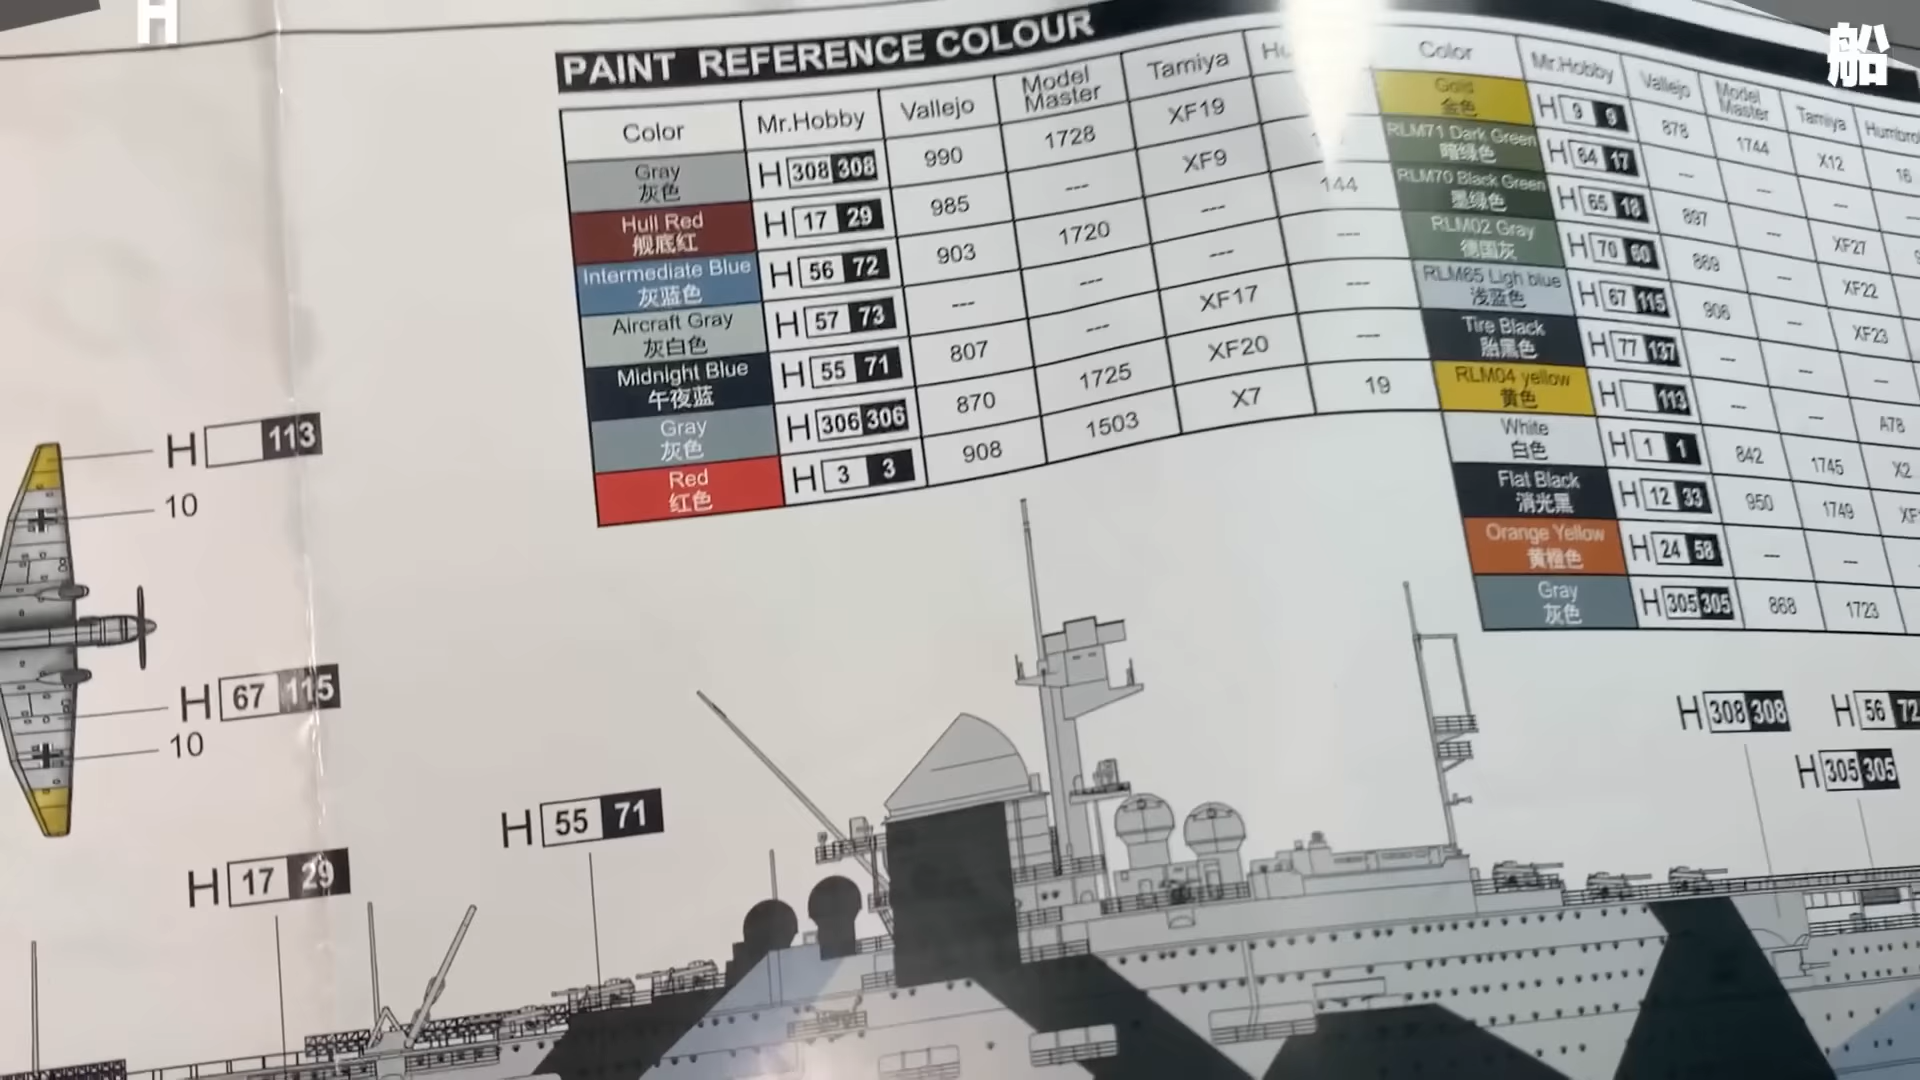 H
船
PAINT REFERENCE COLOUR
Color Mr.Hobby Vallejo Model Master Tamiya
Gray 灰色 H 308 308 990 1728 XF19
Hull Red 舰底红 H 17 29 985 --- XF9
Intermediate Blue 灰蓝色 H 56 72 903 1720 --- 144
Aircraft Gray 灰白色 H 57 73 --- --- --- ---
Midnight Blue 午夜蓝 H 55 71 807 --- XF17 ---
Gray 灰色 H 306 306 870 1725 XF20 ---
Red 红色 H 3 3 908 1503 X7 19
Color Mr.Hobby Vallejo Model Master Tamiya
Gold 金色 H 9 9 878 1744 X12 16
RLM71 Dark Green 暗绿色 H 64 17 --- --- ---
RLM70 Black Green 墨绿色 H 65 18 897 --- XF27
RLM02 Gray 德国灰 H 70 60 --- XF22
RLM65 Ligh blue 浅蓝色 H 67 115 --- XF23
Tire Black 胎黑色 H 77 137 --- --- ---
RLM04 yellow 黄色 H 113 --- --- A78
White 白色 H 1 1 842 1745 X2
Flat Black 消光黑 H 12 33 950 1749
Orange Yellow 黄橙色 H 24 58 --- ---
Gray 灰色 H 305 305 868 1723
H 113
10
H 67 115
10
H 17 29
H 55 71
H 308 308
H 56 72
H 305 305